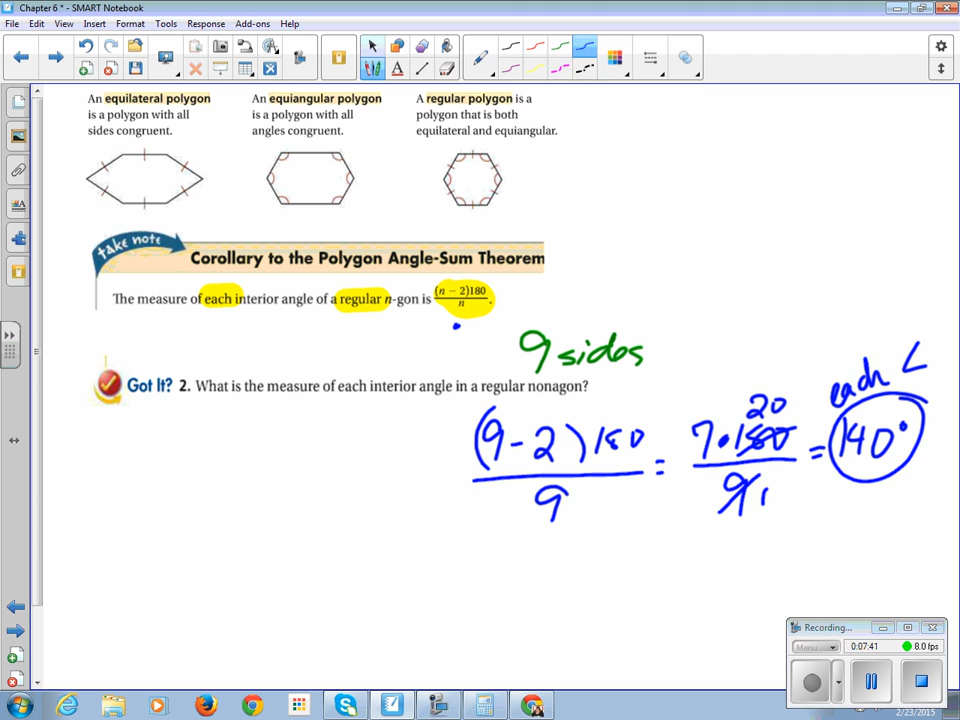 Chapter 6 * - SMART Notebook
File Edit View Insert Format Tools Response Add-ons Help
An equilateral polygon
is a polygon with all
sides congruent.
An equiangular polygon
is a polygon with all
angles congruent.
A regular polygon is a
polygon that is both
equilateral and equiangular.
take note
Corollary to the Polygon Angle-Sum Theorem
The measure of each interior angle of a regular n-gon is (n − 2)180 / n.
9 sides
Got It? 2. What is the measure of each interior angle in a regular nonagon?
each <
(9-2)180 / 9 = 7·180 / 9 = 140°
20
1
Recording...
Menu
0:07:41
8.0 fps
2/23/2015